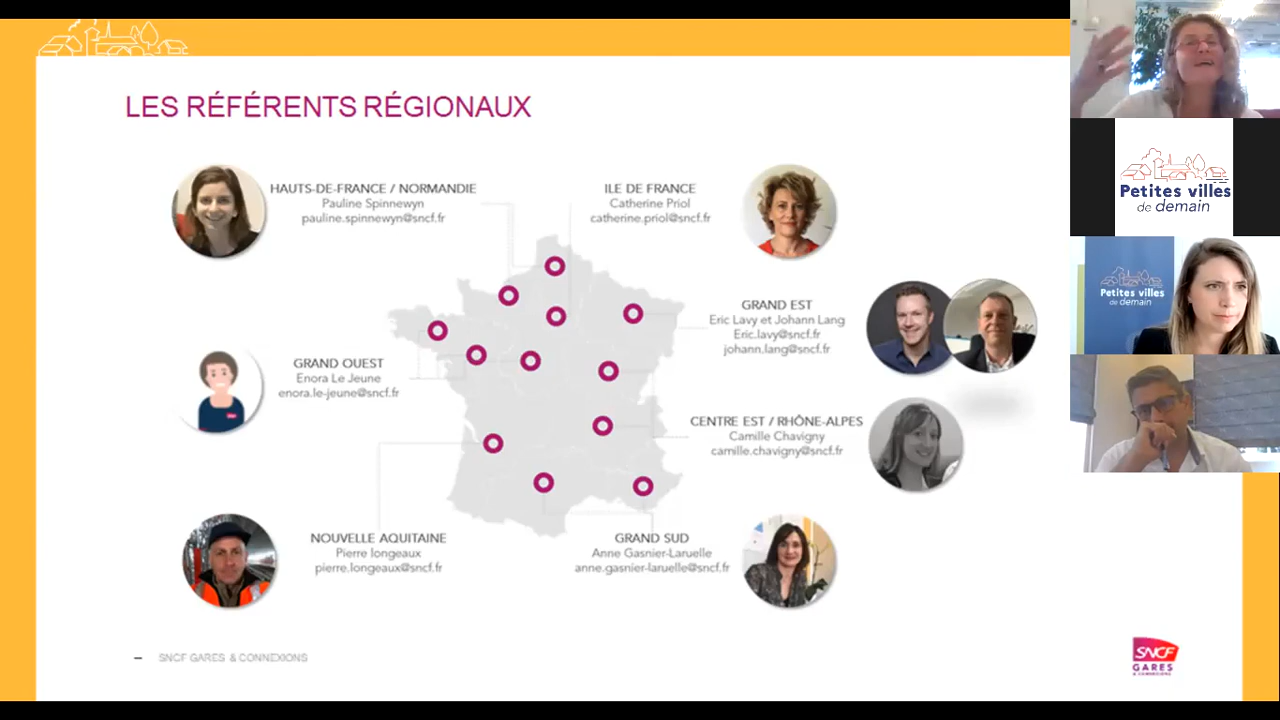 LES RÉFÉRENTS RÉGIONAUX
HAUTS-DE-FRANCE / NORMANDIE
Pauline Spinnewyn
pauline.spinnewyn@sncf.fr
ILE DE FRANCE
Catherine Priol
catherine.priol@sncf.fr
GRAND EST
Eric Lavy et Johann Lang
Eric.lavy@sncf.fr
johann.lang@sncf.fr
GRAND OUEST
Enora Le Jeune
enora.le-jeune@sncf.fr
CENTRE EST / RHÔNE-ALPES
Camille Chavigny
camille.chavigny@sncf.fr
NOUVELLE AQUITAINE
Pierre longeaux
pierre.longeaux@sncf.fr
GRAND SUD
Anne Gasnier-Laruelle
anne.gasnier-laruelle@sncf.fr
– SNCF GARES & CONNEXIONS
SNCF
GARES
& CONNEXIONS
Petites villes
de demain
Petites villes
de demain